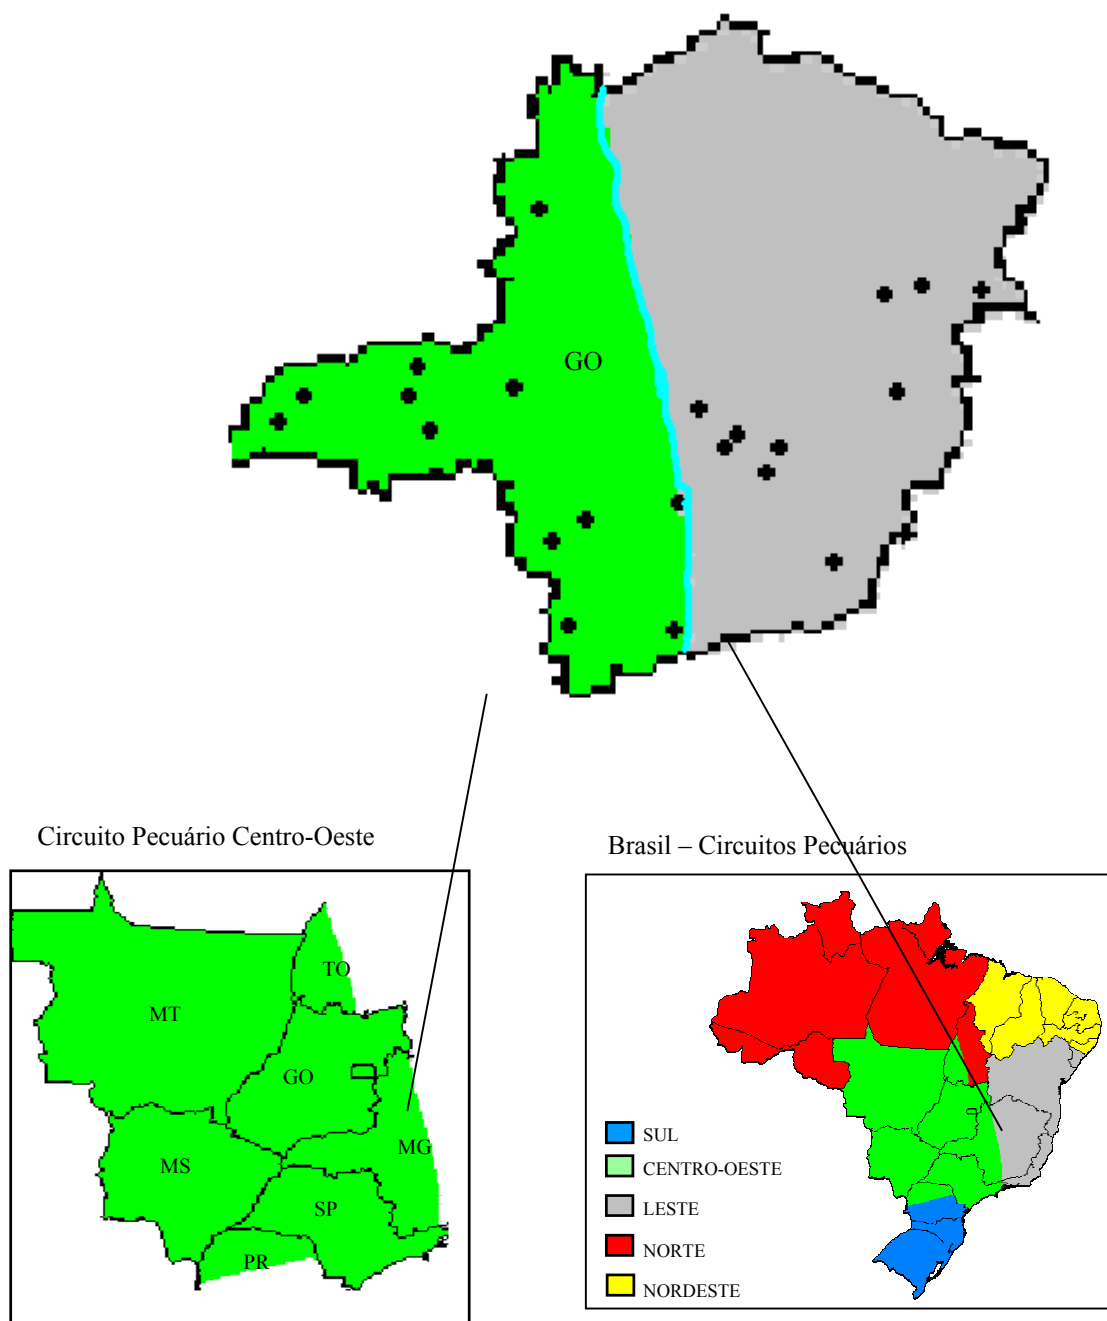 GO
Circuito Pecuário Centro-Oeste
Brasil – Circuitos Pecuários
TO
MT
GO
MG
MS
SP
PR
SUL
CENTRO-OESTE
LESTE
NORTE
NORDESTE